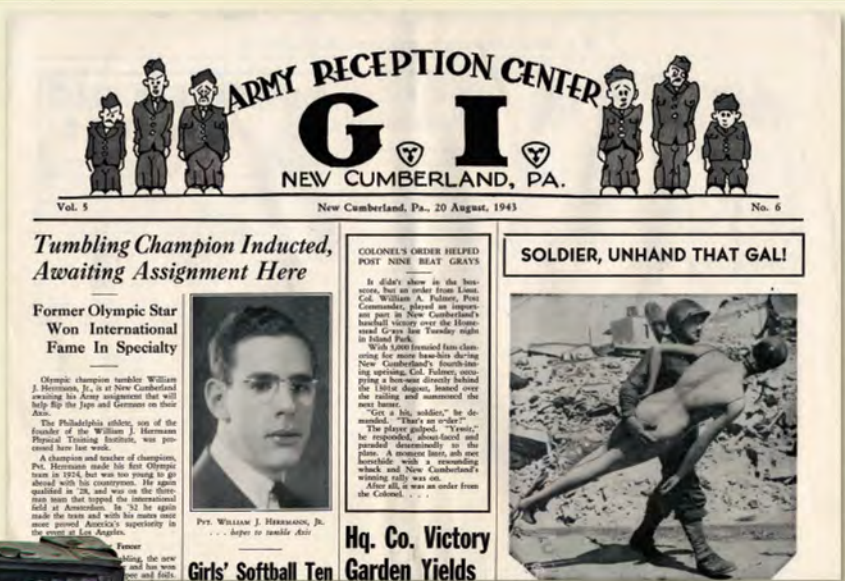 ARMY RECEPTION CENTER
G. I.
NEW CUMBERLAND, PA.
Vol. 5 New Cumberland, Pa., 20 August, 1943 No. 6
Tumbling Champion Inducted,
Awaiting Assignment Here
Former Olympic Star
Won International
Fame In Specialty
Olympic champion tumbler William
J. Herrmann, Jr., is at New Cumberland
awaiting his Army assignment that will
help flip the Japs and Germans on their
Axis.
The Philadelphia athlete, son of the
founder of the William J. Herrmann
Physical Training Institute, was pro-
cessed here last week.
A champion and teacher of champions,
Pvt. Herrmann made his first Olympic
team in 1924, but was too young to go
abroad with his countrymen. He again
qualified in '28, and was on the three-
man team that topped the international
field at Amsterdam. In '32 he again
made the team and with his mates once
more proved America's superiority in
the event at Los Angeles.
Fencer
the new
and has won
and foils.
PVT. WILLIAM J. HERRMANN, JR.
. . . hopes to tumble Axis
Girls' Softball Ten
COLONEL'S ORDER HELPED
POST NINE BEAT GRAYS
It didn't show in the box-
score, but an order from Lieut.
Col. William A. Fulmer, Post
Commander, played an import-
ant part in New Cumberland's
baseball victory over the Home-
stead Grays last Tuesday night
in Island Park.
With 3,000 frenzied fans clam-
oring for more base-hits during
New Cumberland's fourth-inn-
ing uprising, Col. Fulmer, occu-
pying a box-seat directly behind
the 1301st dugout, leaned over
the railing and summoned the
next batter.
"Get a hit, soldier," he de-
manded. "That's an order!"
The player gulped. "Yessir,"
he responded, about-faced and
paraded determinedly to the
plate. A moment later, ash met
horsehide with a resounding
whack and New Cumberland's
winning rally was on.
After all, it was an order from
the Colonel. . . .
Hq. Co. Victory
Garden Yields
SOLDIER, UNHAND THAT GAL!